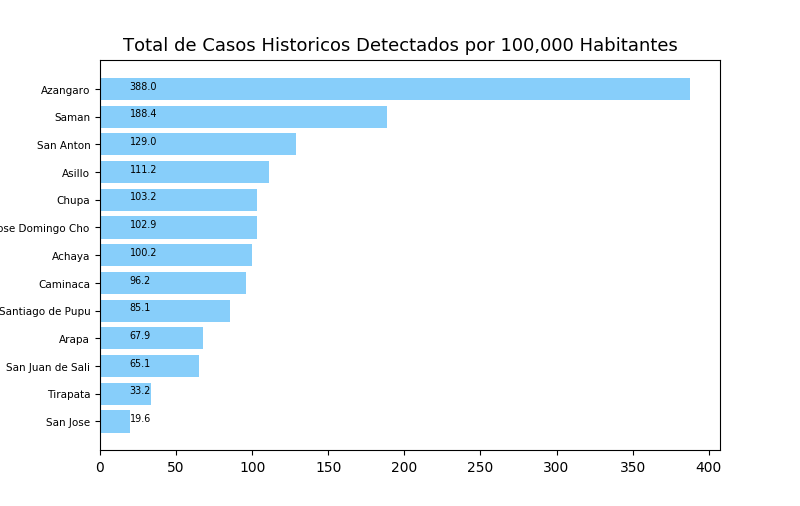 Total de Casos Historicos Detectados por 100,000 Habitantes
Azangaro 388.0
Saman 188.4
San Anton 129.0
Asillo 111.2
Chupa 103.2
ose Domingo Cho 102.9
Achaya 100.2
Caminaca 96.2
Santiago de Pupu 85.1
Arapa 67.9
San Juan de Sali 65.1
Tirapata 33.2
San Jose 19.6
0 50 100 150 200 250 300 350 400